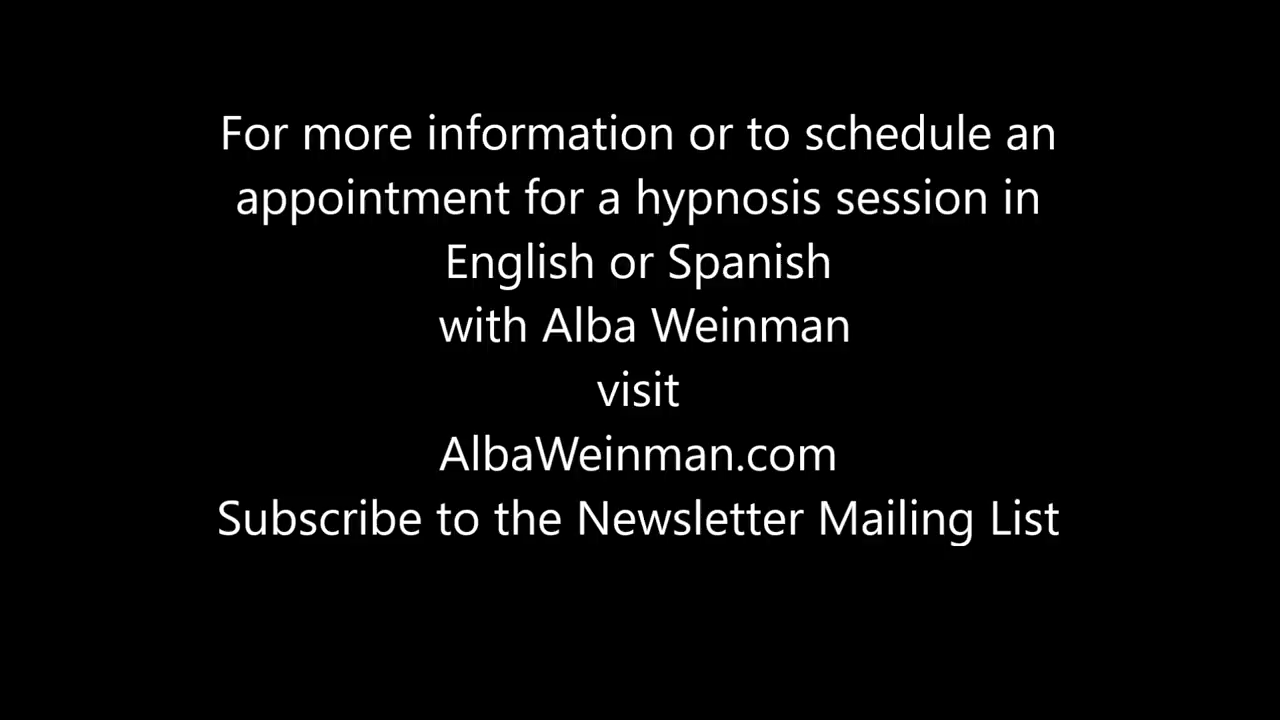 For more information or to schedule an
appointment for a hypnosis session in
English or Spanish
with Alba Weinman
visit
AlbaWeinman.com
Subscribe to the Newsletter Mailing List